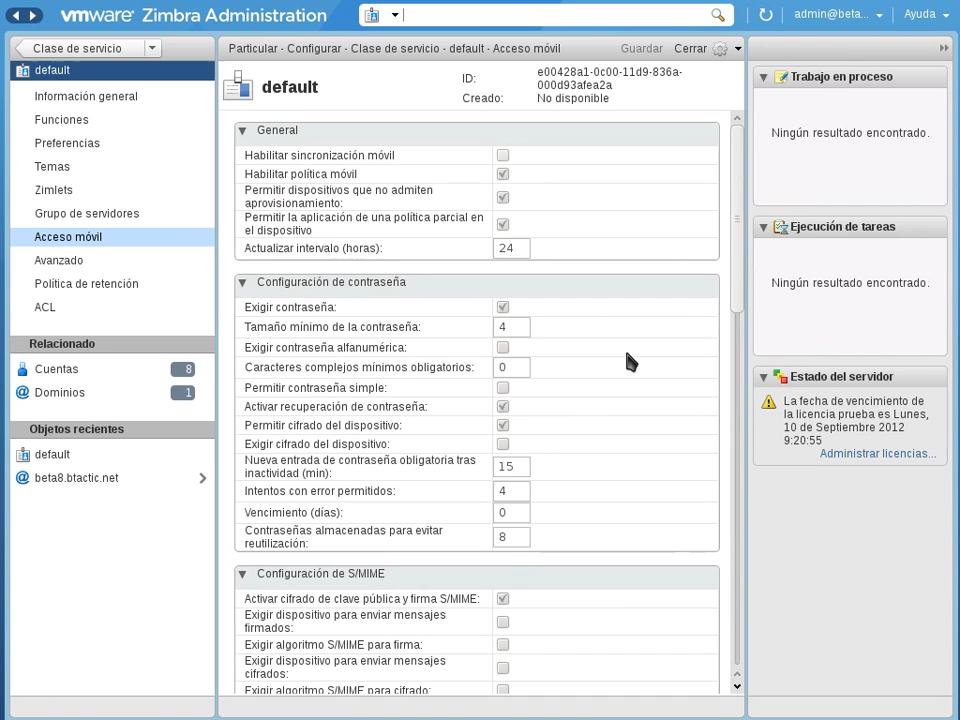 vmware Zimbra Administration
admin@beta...
Ayuda
Clase de servicio
Particular - Configurar - Clase de servicio - default - Acceso móvil
Guardar
Cerrar
default
Información general
Funciones
Preferencias
Temas
Zimlets
Grupo de servidores
Acceso móvil
Avanzado
Política de retención
ACL
Relacionado
Cuentas 8
Dominios 1
Objetos recientes
default
beta8.btactic.net
default
ID:
e00428a1-0c00-11d9-836a-
000d93afea2a
Creado:
No disponible
General
Habilitar sincronización móvil
Habilitar política móvil
Permitir dispositivos que no admiten
aprovisionamiento:
Permitir la aplicación de una política parcial en
el dispositivo
Actualizar intervalo (horas): 24
Configuración de contraseña
Exigir contraseña:
Tamaño mínimo de la contraseña: 4
Exigir contraseña alfanumérica:
Caracteres complejos mínimos obligatorios: 0
Permitir contraseña simple:
Activar recuperación de contraseña:
Permitir cifrado del dispositivo:
Exigir cifrado del dispositivo:
Nueva entrada de contraseña obligatoria tras
inactividad (min): 15
Intentos con error permitidos: 4
Vencimiento (días): 0
Contraseñas almacenadas para evitar
reutilización: 8
Configuración de S/MIME
Activar cifrado de clave pública y firma S/MIME:
Exigir dispositivo para enviar mensajes
firmados:
Exigir algoritmo S/MIME para firma:
Exigir dispositivo para enviar mensajes
cifrados:
Exigir algoritmo S/MIME para cifrado:
Trabajo en proceso
Ningún resultado encontrado.
Ejecución de tareas
Ningún resultado encontrado.
Estado del servidor
La fecha de vencimiento de
la licencia prueba es Lunes,
10 de Septiembre 2012
9:20:55
Administrar licencias...